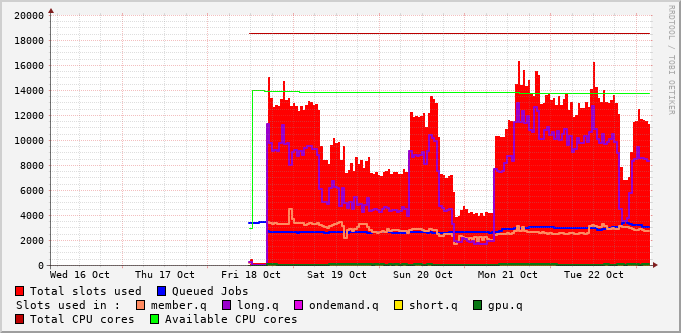 RRDTOOL / TOBI OETIKER
20000
18000
16000
14000
12000
10000
8000
6000
4000
2000
0
Wed 16 Oct Thu 17 Oct Fri 18 Oct Sat 19 Oct Sun 20 Oct Mon 21 Oct Tue 22 Oct
Total slots used Queued Jobs
Slots used in : member.q long.q ondemand.q short.q gpu.q
Total CPU cores Available CPU cores